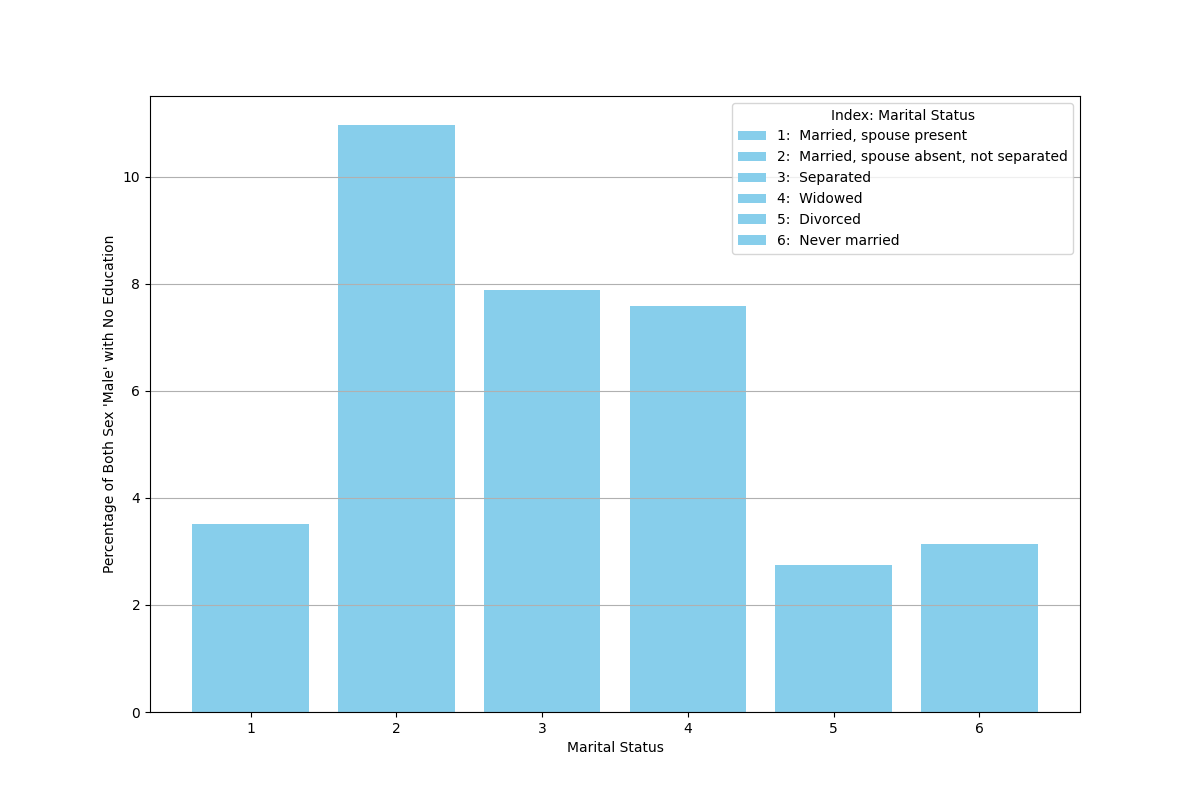 Index: Marital Status
1:  Married, spouse present
2:  Married, spouse absent, not separated
3:  Separated
4:  Widowed
5:  Divorced
6:  Never married
Percentage of Both Sex 'Male' with No Education
10
8
6
4
2
0
1 2 3 4 5 6
Marital Status